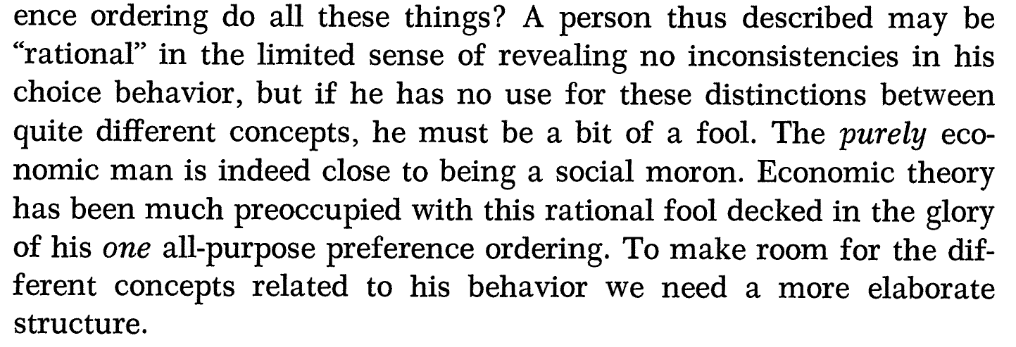 ence ordering do all these things? A person thus described may be
“rational” in the limited sense of revealing no inconsistencies in his
choice behavior, but if he has no use for these distinctions between
quite different concepts, he must be a bit of a fool. The purely eco-
nomic man is indeed close to being a social moron. Economic theory
has been much preoccupied with this rational fool decked in the glory
of his one all-purpose preference ordering. To make room for the dif-
ferent concepts related to his behavior we need a more elaborate
structure.